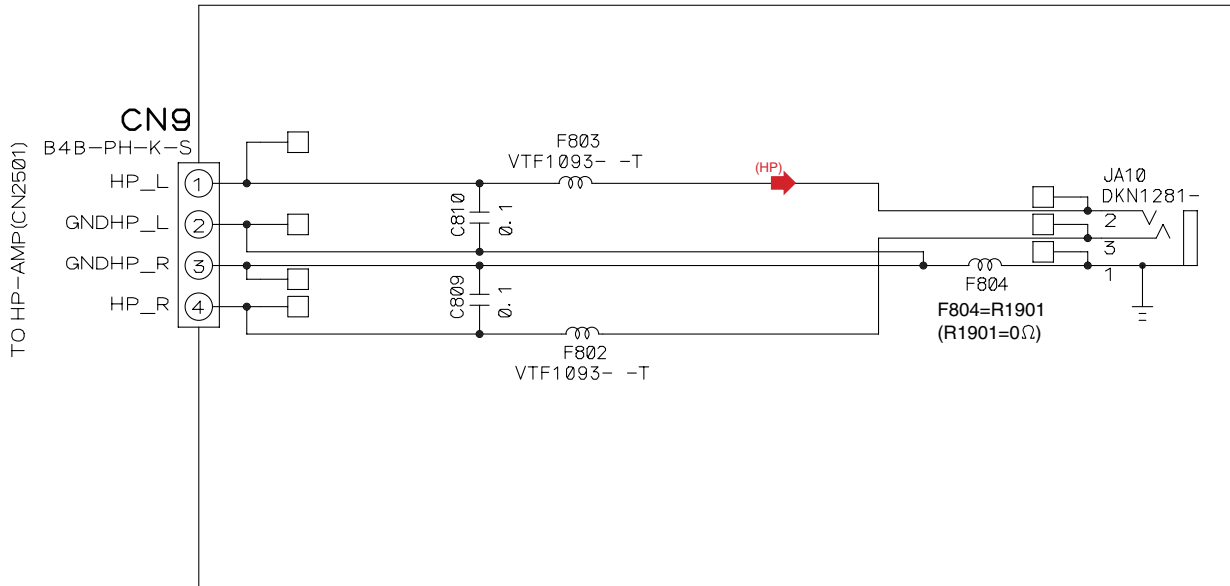 TO HP-AMP(CN2501)
CN9
B4B-PH-K-S
HP_L
1
GNDHP_L
2
GNDHP_R
3
HP_R
4
C810
0.1
C809
0.1
F803
VTF1093- -T
F802
VTF1093- -T
(HP)
F804
F804=R1901
(R1901=0Ω)
JA10
DKN1281-
2
3
1